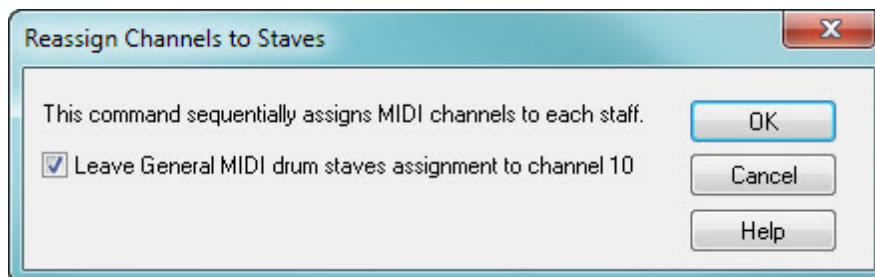 Reassign Channels to Staves
This command sequentially assigns MIDI channels to each staff.
Leave General MIDI drum staves assignment to channel 10
OK
Cancel
Help